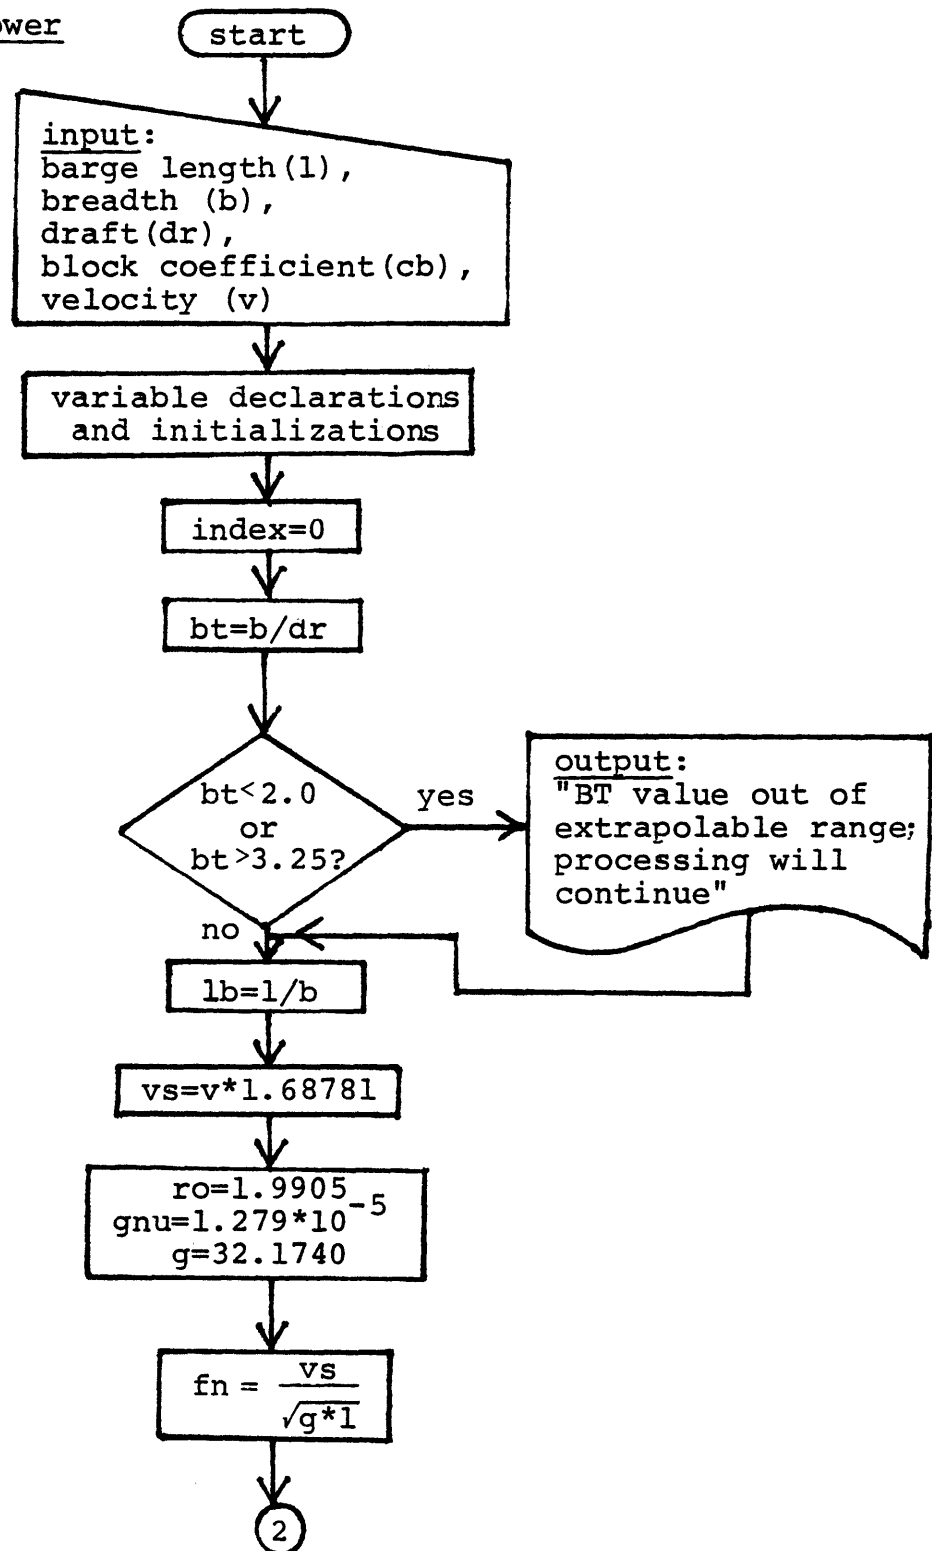 ower
start
input:
barge length(l),
breadth (b),
draft(dr),
block coefficient(cb),
velocity (v)
variable declarations
and initializations
index=0
bt=b/dr
bt<2.0
or
bt>3.25?
yes
output:
"BT value out of
extrapolable range;
processing will
continue"
no
lb=l/b
vs=v*1.68781
ro=1.9905
gnu=1.279*10^-5
g=32.1740
fn = vs/√g*l
2